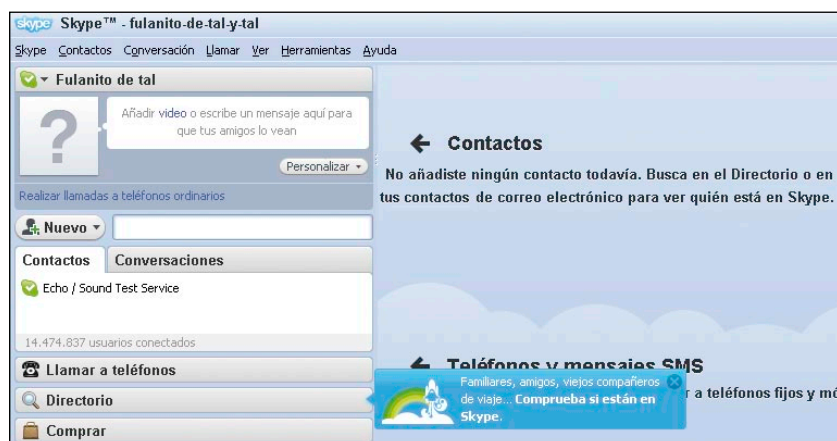 skype Skype™ - fulanito-de-tal-y-tal
Skype Contactos Conversación Llamar Ver Herramientas Ayuda
Fulanito de tal
?
Añadir video o escribe un mensaje aquí para
que tus amigos lo vean
Personalizar
Realizar llamadas a teléfonos ordinarios
Nuevo
Contactos Conversaciones
Echo / Sound Test Service
14.474.837 usuarios conectados
Llamar a teléfonos
Directorio
Comprar
Contactos
No añadiste ningún contacto todavía. Busca en el Directorio o en
tus contactos de correo electrónico para ver quién está en Skype.
Teléfonos y mensajes SMS
r a teléfonos fijos y mó
Familiares, amigos, viejos compañeros
de viaje... Comprueba si están en
Skype.